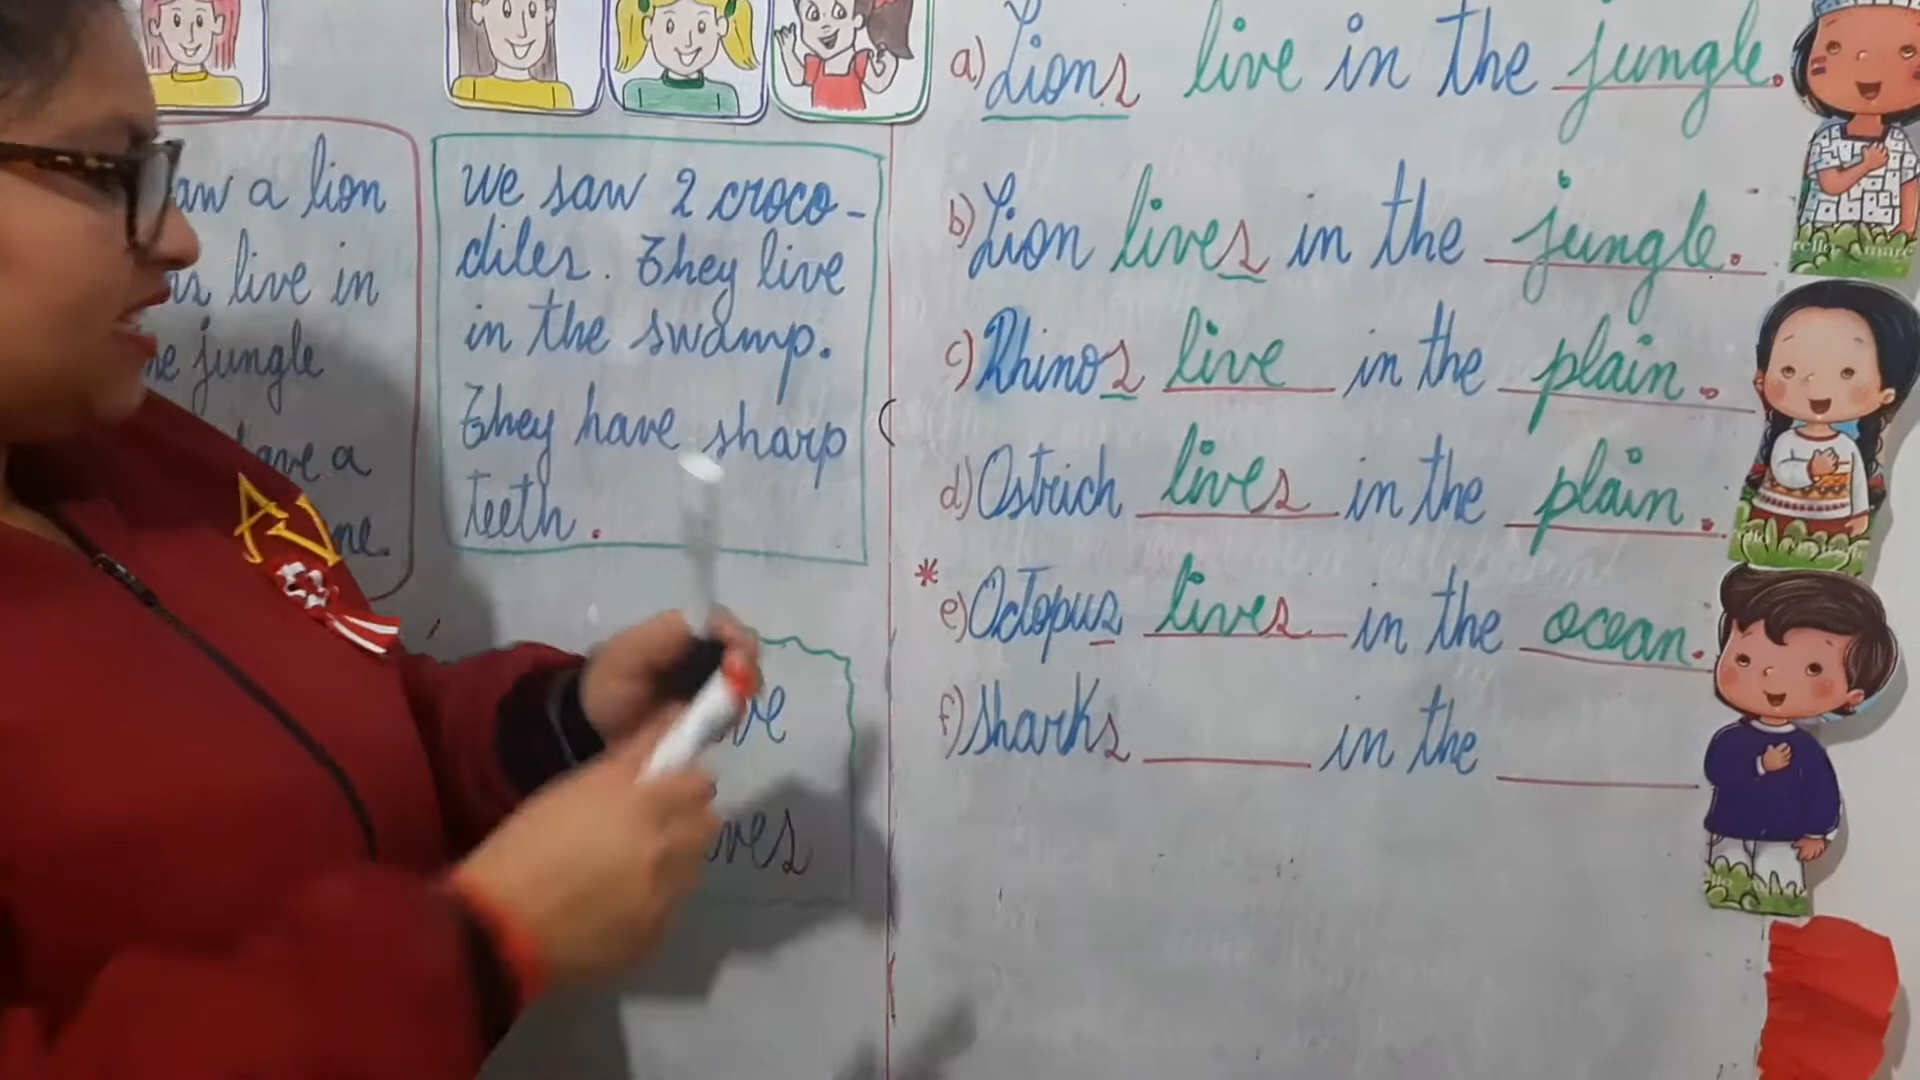 aw a lion
live in
jungle
ave a
me.
We saw 2 croco-
diles. They live
in the swamp.
They have sharp
teeth.
ve
ves
AV
a) Lions live in the jungle.
b) Lion lives in the jungle.
c) Rhinos live in the plain.
d) Ostrich lives in the plain.
* e) Octopus lives in the ocean.
f) Sharks ______ in the ______